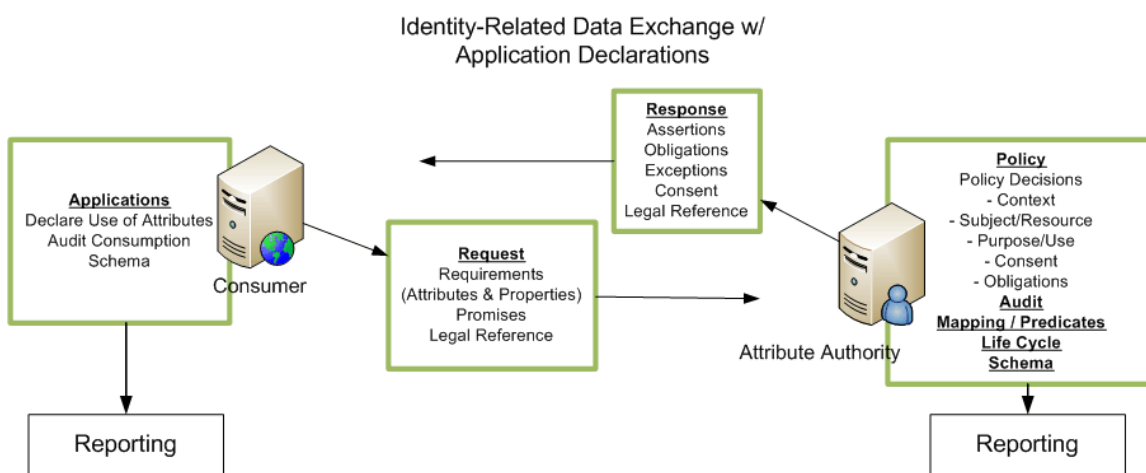 Identity-Related Data Exchange w/
Application Declarations
Applications
Declare Use of Attributes
Audit Consumption
Schema
Consumer
Reporting
Request
Requirements
(Attributes & Properties)
Promises
Legal Reference
Response
Assertions
Obligations
Exceptions
Consent
Legal Reference
Attribute Authority
Policy
Policy Decisions
- Context
- Subject/Resource
- Purpose/Use
- Consent
- Obligations
Audit
Mapping / Predicates
Life Cycle
Schema
Reporting